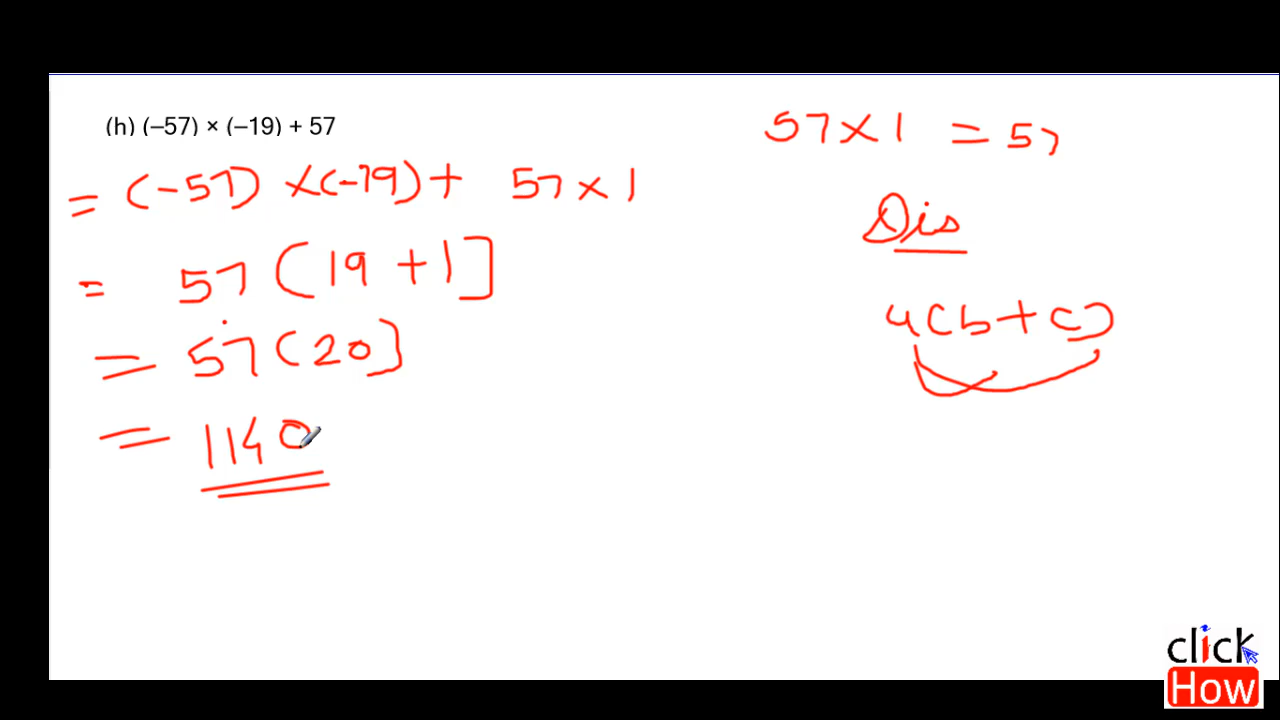 (h) (–57) × (–19) + 57
= (-57) ×(-19) + 57 × 1
= 57 ( 19 + 1 ]
= 57 ( 20 ]
= 1140
57 × 1 = 57
Dis
a(b+c)
click
How